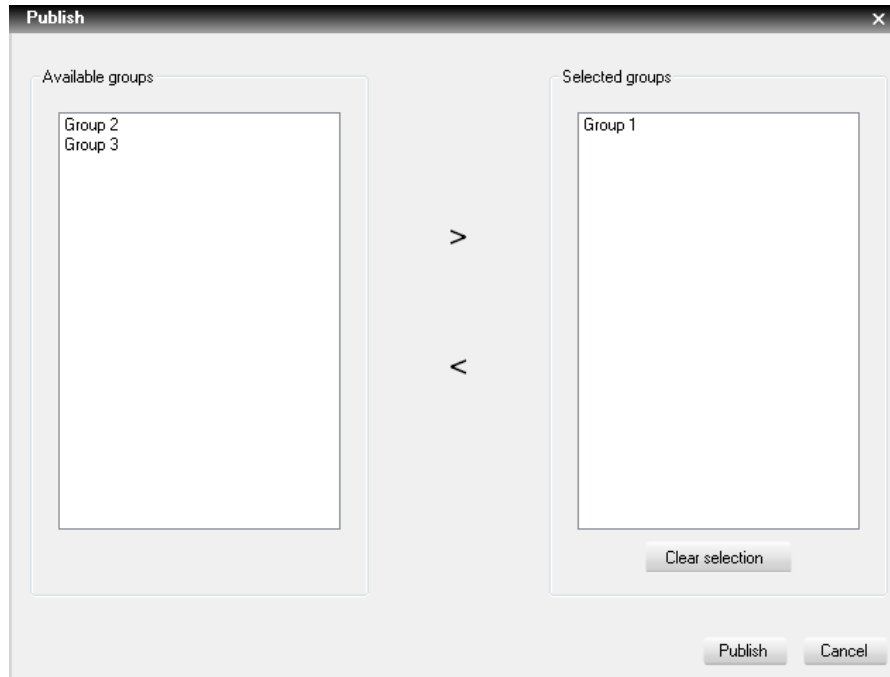 Publish
Available groups
Group 2
Group 3
>
<
Selected groups
Group 1
Clear selection
Publish
Cancel